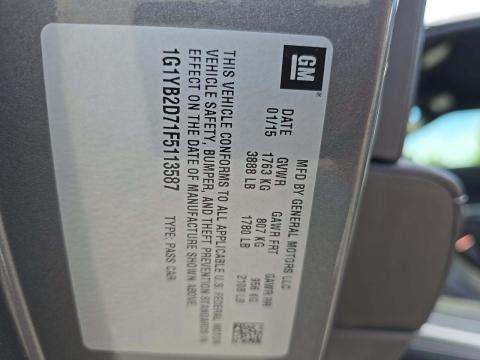 GM
MFD BY GENERAL MOTORS LLC
DATE GVWR GAWR FRT GAWR RR
01/15 1763 KG 807 KG 956 KG
3888 LB 1780 LB 2108 LB
THIS VEHICLE CONFORMS TO ALL APPLICABLE U.S. FEDERAL MOTOR
VEHICLE SAFETY, BUMPER, AND THEFT PREVENTION STANDARDS IN
EFFECT ON THE DATE OF MANUFACTURE SHOWN ABOVE.
1G1YB2D71F5113587 TYPE: PASS CAR